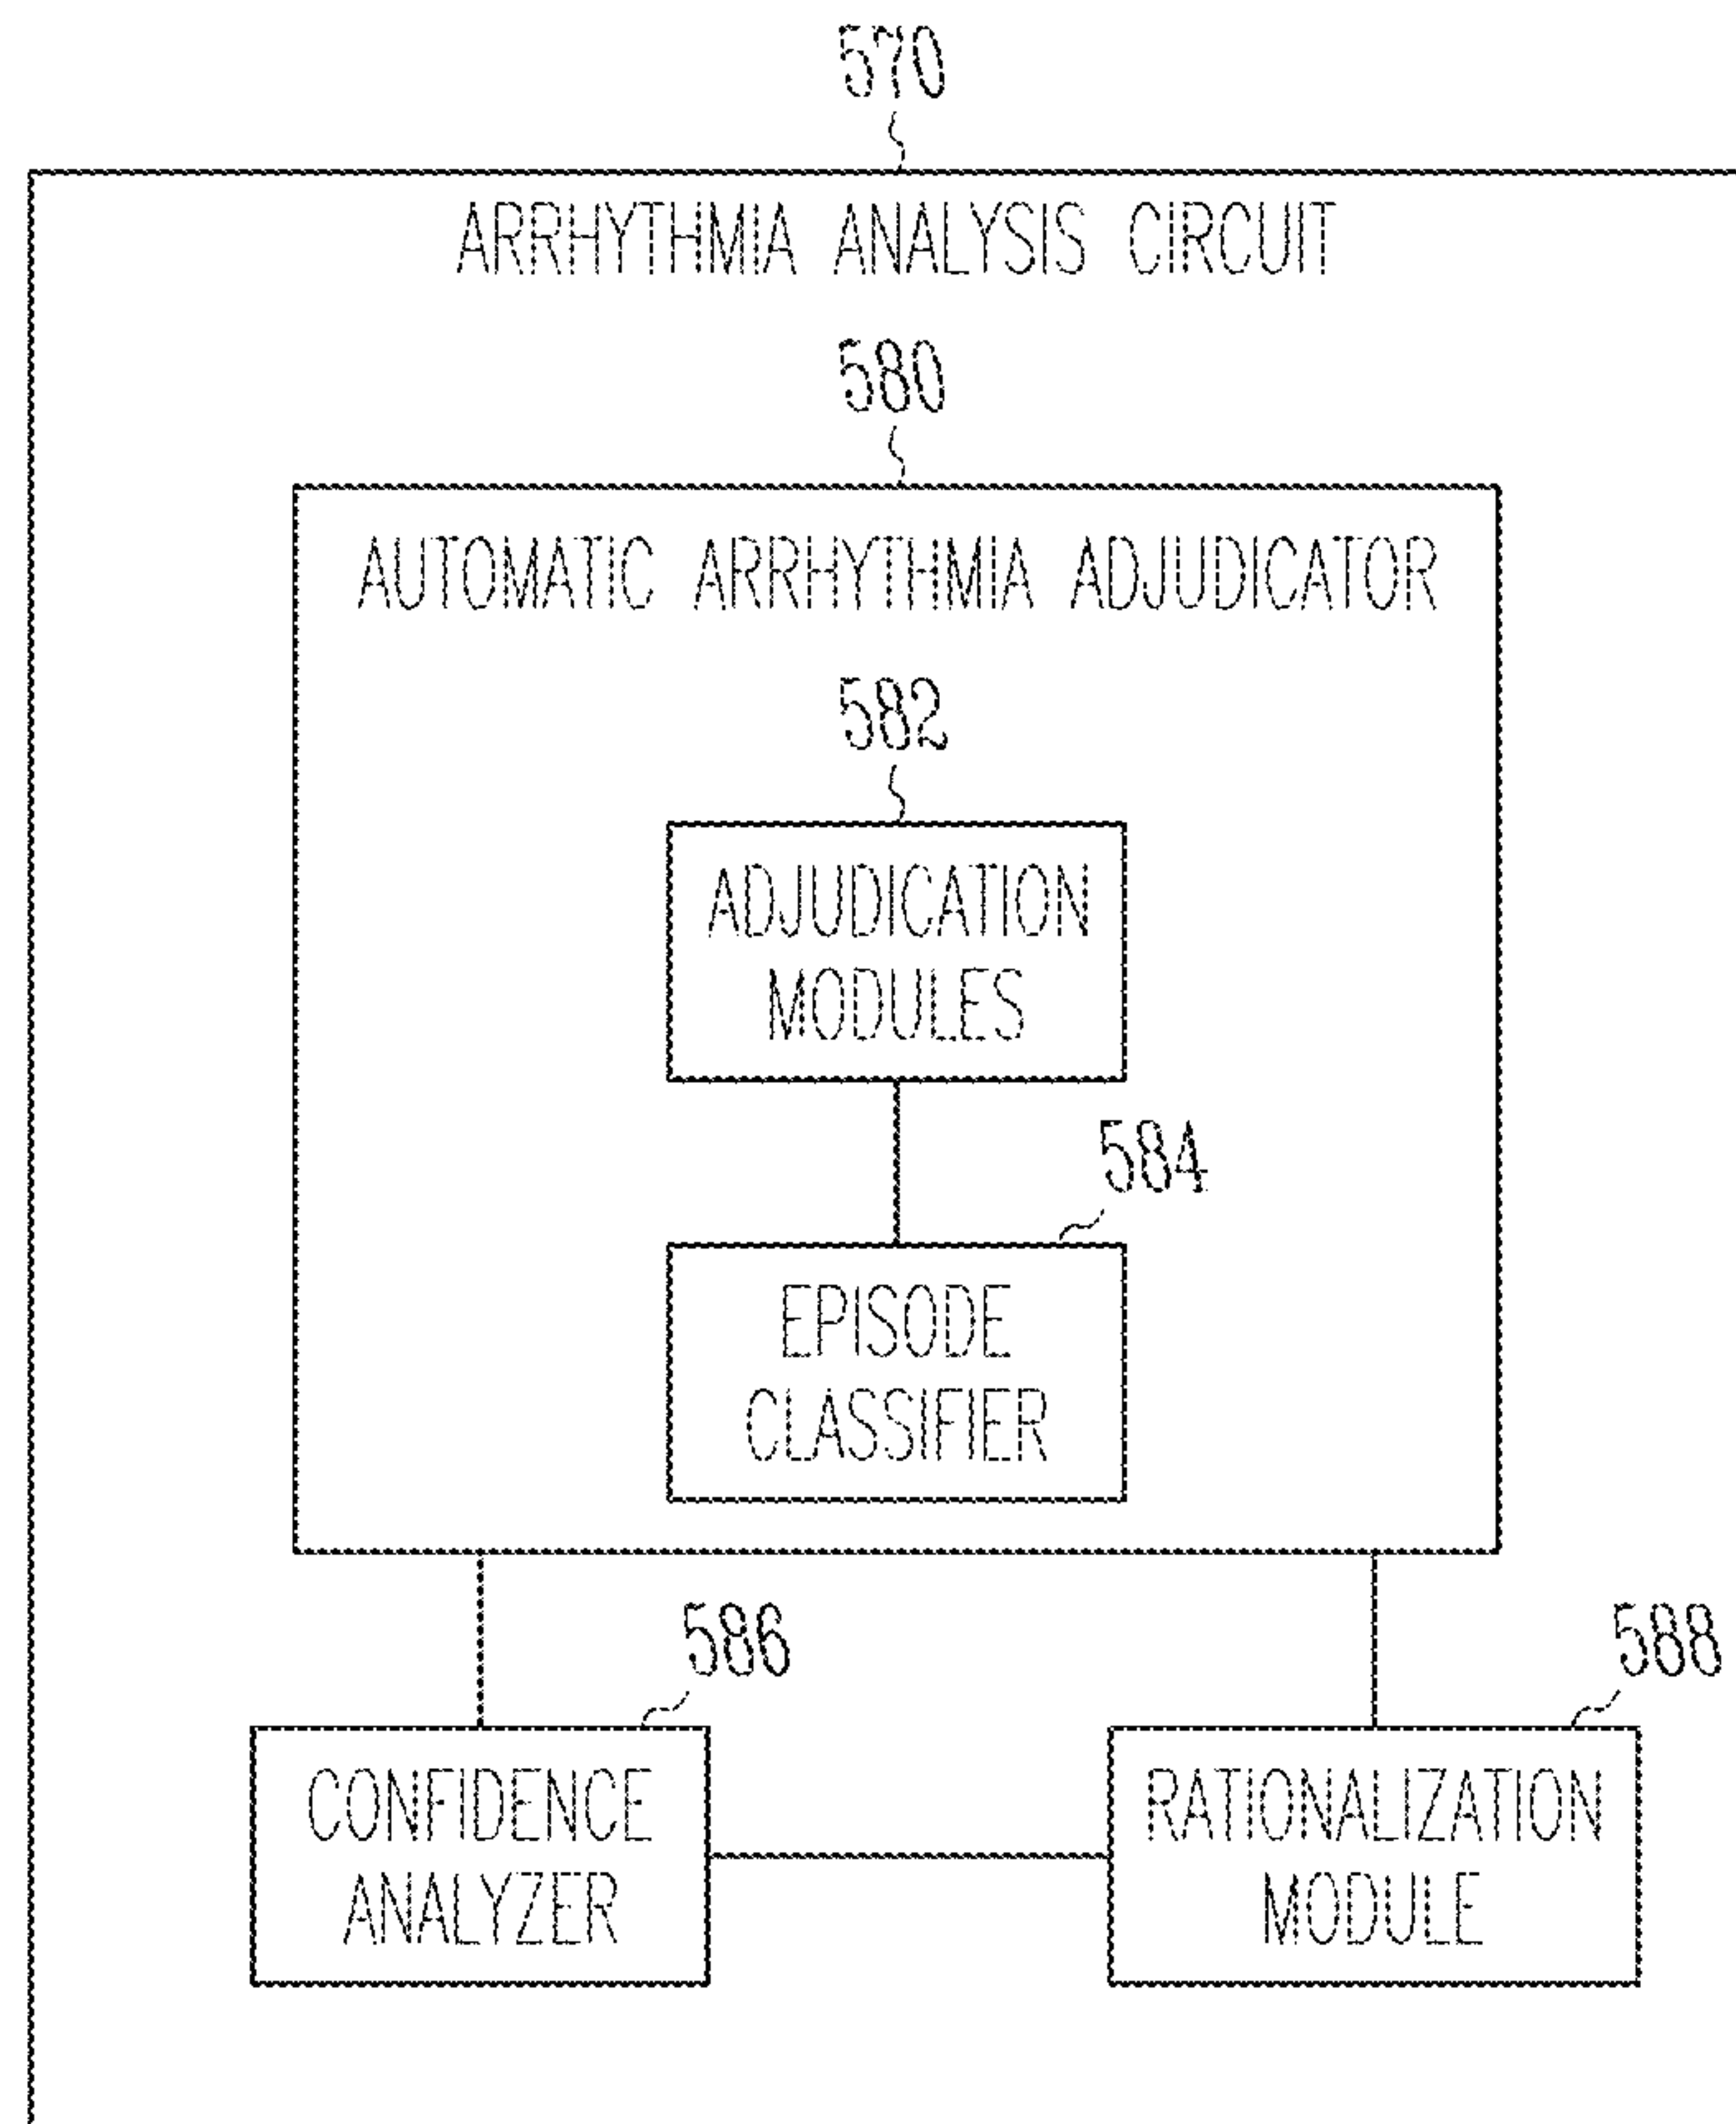 570
ARRHYTHMIA ANALYSIS CIRCUIT
580
AUTOMATIC ARRHYTHMIA ADJUDICATOR
582
ADJUDICATION
MODULES
584
EPISODE
CLASSIFIER
586
CONFIDENCE
ANALYZER
588
RATIONALIZATION
MODULE